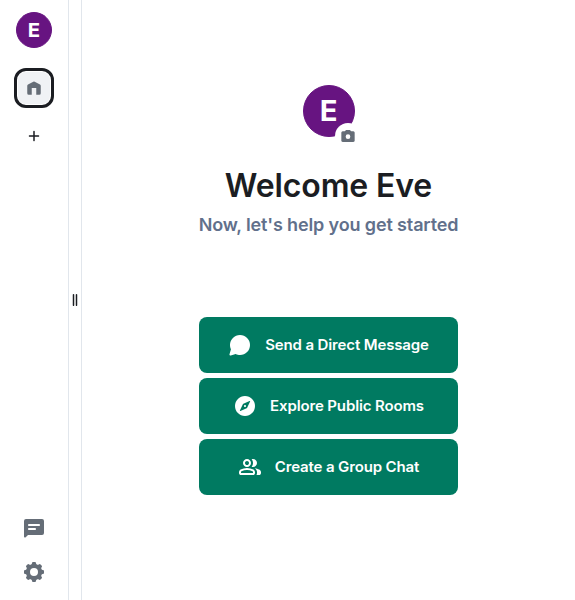 E
E
Welcome Eve
Now, let's help you get started
Send a Direct Message
Explore Public Rooms
Create a Group Chat